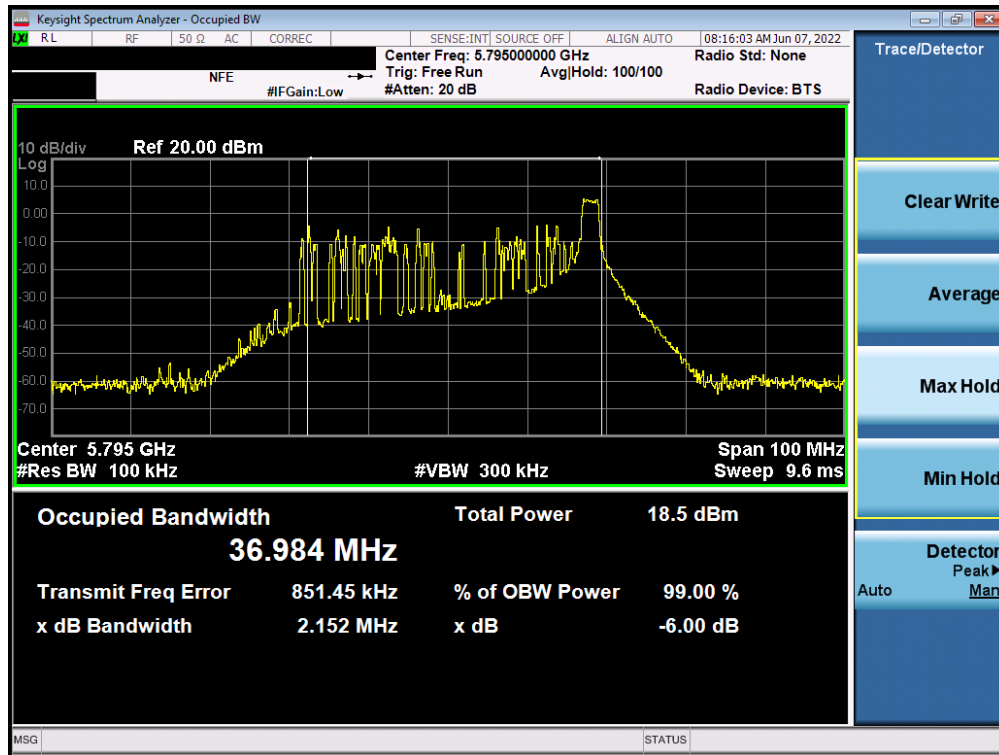 Keysight Spectrum Analyzer - Occupied BW
LXI RL RF 50 Ω AC CORREC SENSE:INT SOURCE OFF ALIGN AUTO 08:16:03 AM Jun 07, 2022
Center Freq: 5.795000000 GHz Radio Std: None
NFE Trig: Free Run Avg|Hold: 100/100
#IFGain:Low #Atten: 20 dB Radio Device: BTS
10 dB/div Ref 20.00 dBm
Log
10.0
0.00
-10.0
-20.0
-30.0
-40.0
-50.0
-60.0
-70.0
Center 5.795 GHz Span 100 MHz
#Res BW 100 kHz #VBW 300 kHz Sweep 9.6 ms
Occupied Bandwidth Total Power 18.5 dBm
36.984 MHz
Transmit Freq Error 851.45 kHz % of OBW Power 99.00 %
x dB Bandwidth 2.152 MHz x dB -6.00 dB
MSG STATUS
Trace/Detector
Clear Write
Average
Max Hold
Min Hold
Detector
Peak▶
Auto Man